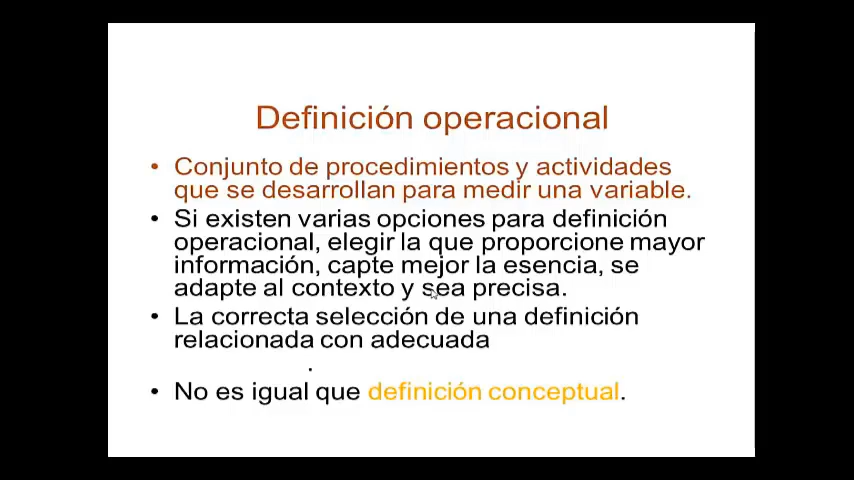 Definición operacional
• Conjunto de procedimientos y actividades
que se desarrollan para medir una variable.
• Si existen varias opciones para definición
operacional, elegir la que proporcione mayor
información, capte mejor la esencia, se
adapte al contexto y sea precisa.
• La correcta selección de una definición
relacionada con adecuada
.
• No es igual que definición conceptual.